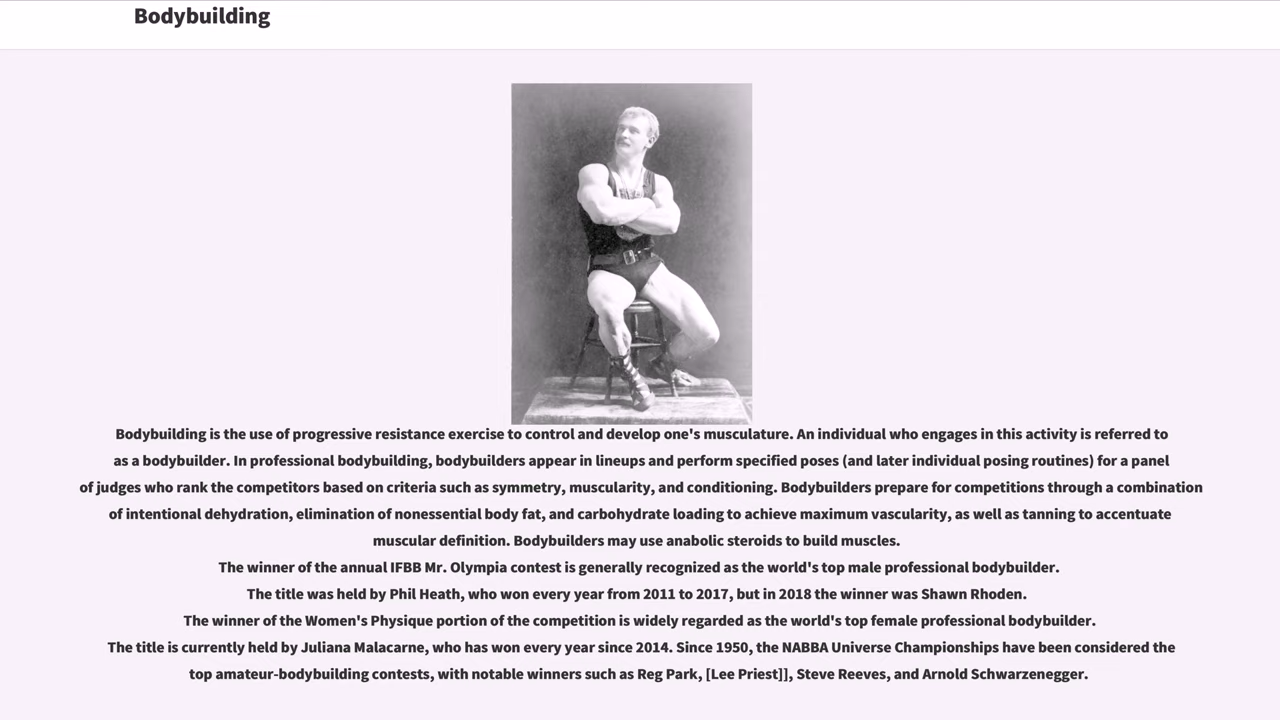 Bodybuilding
Bodybuilding is the use of progressive resistance exercise to control and develop one's musculature. An individual who engages in this activity is referred to
as a bodybuilder. In professional bodybuilding, bodybuilders appear in lineups and perform specified poses (and later individual posing routines) for a panel
of judges who rank the competitors based on criteria such as symmetry, muscularity, and conditioning. Bodybuilders prepare for competitions through a combination
of intentional dehydration, elimination of nonessential body fat, and carbohydrate loading to achieve maximum vascularity, as well as tanning to accentuate
muscular definition. Bodybuilders may use anabolic steroids to build muscles.
The winner of the annual IFBB Mr. Olympia contest is generally recognized as the world's top male professional bodybuilder.
The title was held by Phil Heath, who won every year from 2011 to 2017, but in 2018 the winner was Shawn Rhoden.
The winner of the Women's Physique portion of the competition is widely regarded as the world's top female professional bodybuilder.
The title is currently held by Juliana Malacarne, who has won every year since 2014. Since 1950, the NABBA Universe Championships have been considered the
top amateur-bodybuilding contests, with notable winners such as Reg Park, [Lee Priest]], Steve Reeves, and Arnold Schwarzenegger.